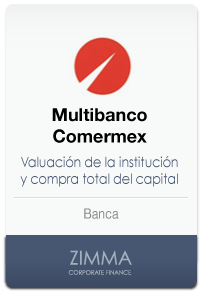 Multibanco
Comermex
Valuación de la institución
y compra total del capital
Banca
ZIMMA
CORPORATE FINANCE